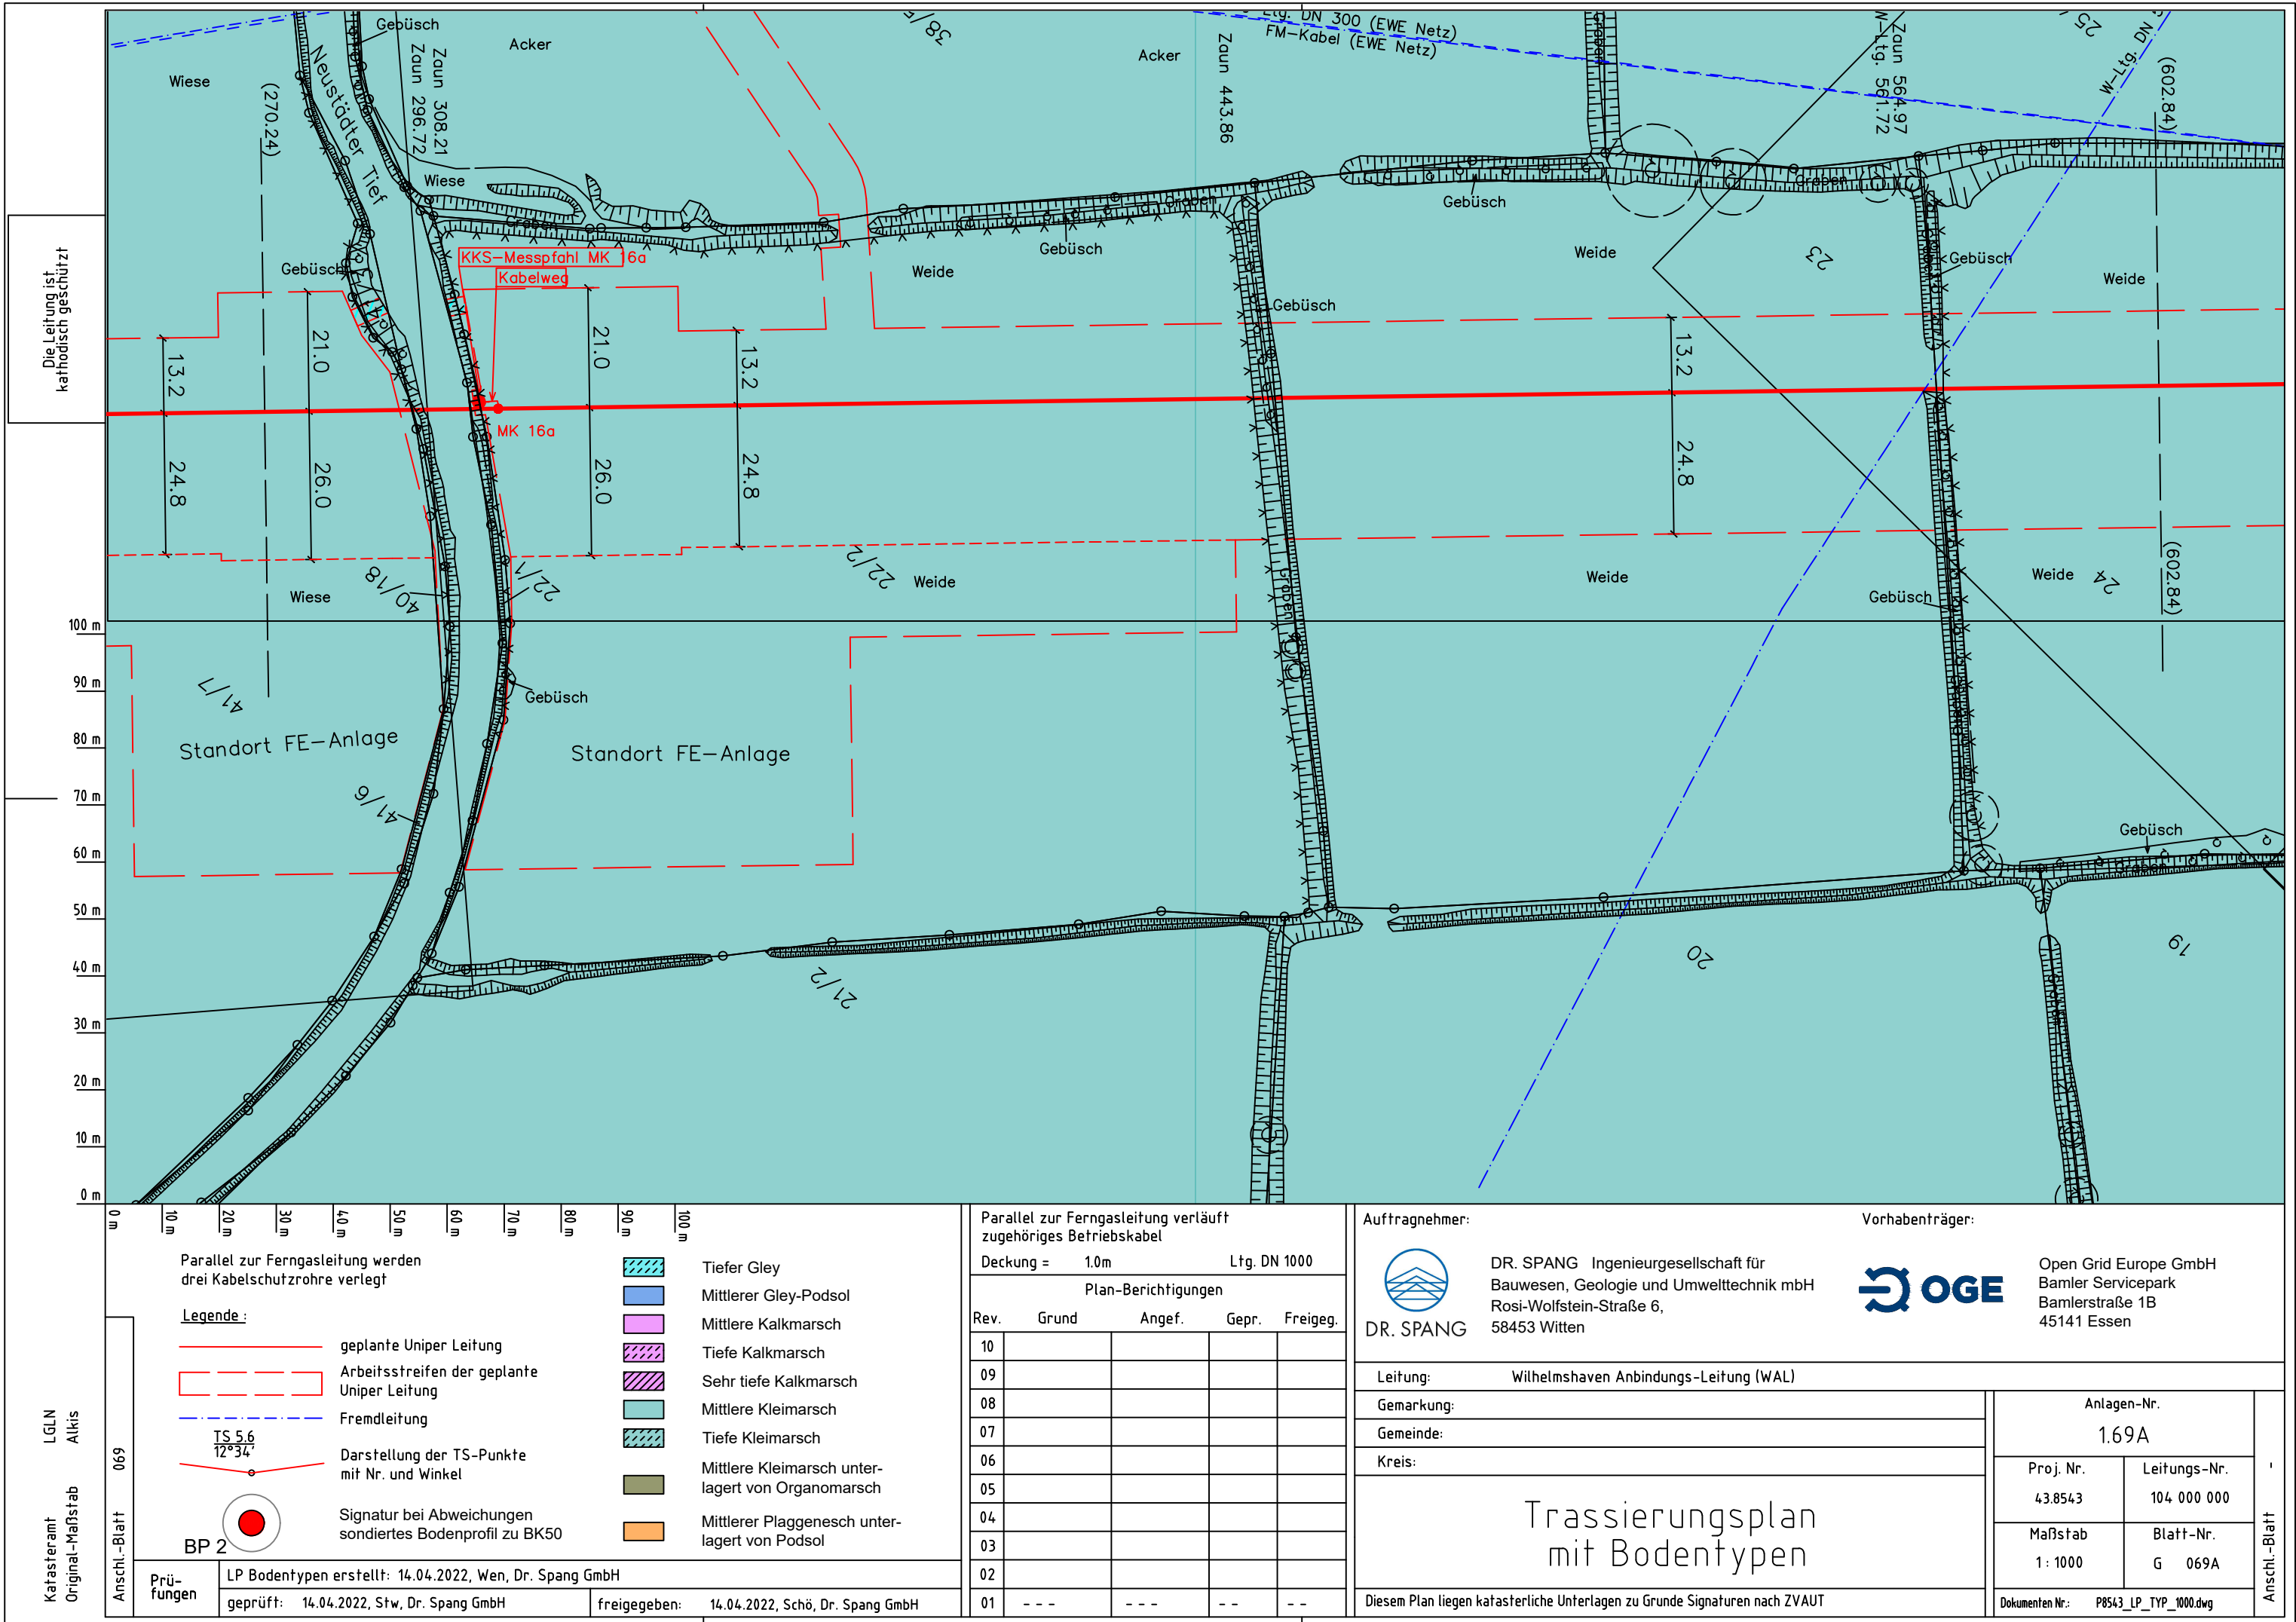 Gebüsch
Acker
Wiese
Neustädter Tief
(270.24)
Zaun 308.21
Zaun 296.72
Wiese
Graben
38/5
Acker
Zaun 443.86
Ltg. DN 300 (EWE Netz)
FM-Kabel (EWE Netz)
Graben
Zaun 564.97
W-Ltg. 561.72
W-Ltg. DN
25
(602.84)
Graben
Gebüsch
Weide
Gebüsch
Graben
Gebüsch
Weide
23
Gebüsch
Weide
Die Leitung ist
kathodisch geschützt
Gebüsch
KKS-Messpfahl MK 16a
Kabelweg
Gebüsch
13.2
21.0
21.0
13.2
13.2
MK 16a
24.8
26.0
26.0
24.8
24.8
40/18
22/1
22/2
Weide
Wiese
Graben
Weide
Gebüsch
Weide
24
(602.84)
41/7
Gebüsch
Standort FE-Anlage
Standort FE-Anlage
41/6
Gebüsch
Graben
21/2
20
19
100 m
90 m
80 m
70 m
60 m
50 m
40 m
30 m
20 m
10 m
0 m
0 m
10 m
20 m
30 m
40 m
50 m
60 m
70 m
80 m
90 m
100 m
Parallel zur Ferngasleitung werden
drei Kabelschutzrohre verlegt
Legende :
geplante Uniper Leitung
Arbeitsstreifen der geplante
Uniper Leitung
Fremdleitung
TS 5.6
12°34'
Darstellung der TS-Punkte
mit Nr. und Winkel
BP 2
Signatur bei Abweichungen
sondiertes Bodenprofil zu BK50
Tiefer Gley
Mittlerer Gley-Podsol
Mittlere Kalkmarsch
Tiefe Kalkmarsch
Sehr tiefe Kalkmarsch
Mittlere Kleimarsch
Tiefe Kleimarsch
Mittlere Kleimarsch unter-
lagert von Organomarsch
Mittlerer Plaggenesch unter-
lagert von Podsol
Katasteramt LGLN
Original-Maßstab Alkis
Anschl.-Blatt 069
Prü-
fungen
LP Bodentypen erstellt: 14.04.2022, Wen, Dr. Spang GmbH
geprüft: 14.04.2022, Stw, Dr. Spang GmbH
freigegeben: 14.04.2022, Schö, Dr. Spang GmbH
Parallel zur Ferngasleitung verläuft
zugehöriges Betriebskabel
Deckung = 1.0m Ltg. DN 1000
Plan-Berichtigungen
Rev. Grund Angef. Gepr. Freigeg.
10
09
08
07
06
05
04
03
02
01 --- --- -- --
Auftragnehmer:
DR. SPANG
DR. SPANG Ingenieurgesellschaft für
Bauwesen, Geologie und Umwelttechnik mbH
Rosi-Wolfstein-Straße 6,
58453 Witten
Vorhabenträger:
OGE
Open Grid Europe GmbH
Bamler Servicepark
Bamlerstraße 1B
45141 Essen
Leitung: Wilhelmshaven Anbindungs-Leitung (WAL)
Gemarkung:
Gemeinde:
Kreis:
Trassierungsplan
mit Bodentypen
Diesem Plan liegen katasterliche Unterlagen zu Grunde Signaturen nach ZVAUT
Anlagen-Nr.
1.69A
Proj. Nr.
43.8543
Leitungs-Nr.
104 000 000
Maßstab
1 : 1000
Blatt-Nr.
G 069A
Dokumenten Nr.: P8543_LP_TYP_1000.dwg
Anschl.-Blatt -